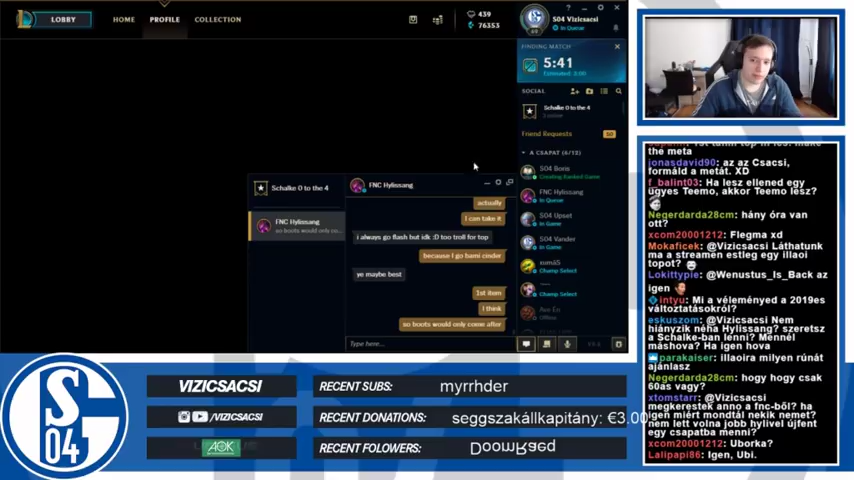 LOBBY
HOME
PROFILE
COLLECTION
439
76353
S04 Vizicsacsi
In Queue
FINDING MATCH
5:41
SOCIAL
Schalke 0 to the 4
Friend Requests
50
A CSAPAT (6/13)
S04 Boris
Creating Ranked Game
FNC Hylissang
In Queue
S04 Upset
In Game
S04 Vander
In Game
Champ Select
Champ Select
Offline
Schalke 0 to the 4
FNC Hylissang
so boots would only co...
FNC Hylissang
actually
I can take it
i always go flash but idk :D too troll for top
because I go bami cinder
ye maybe best
1st item
I think
so boots would only come after
Type here...
the meta
jonasdavid90: az az Csacsi,
formáld a metát. XD
f_balint03: Ha lesz ellened egy
ügyes Teemo, akkor Teemo lesz?
Negerdarda28cm: hány óra van
ott?
xcom20001212: Flegma xd
Mokaficek: @Vizicsacsi Láthatunk
ma a streamen estleg egy illaoi
topot?
Lokittypie: @Wenustus_Is_Back az
igen
intyu: Mi a véleményed a 2019es
változtatásokról?
eskuszom: @Vizicsacsi Nem
hiányzik néha Hylissang? szeretsz
a Schalke-ban lenni? Mennél
máshova? Ha igen hova
parakaiser: illaoira milyen rúnát
ajánlasz
Negerdarda28cm: hogy hogy csak
60as vagy?
xtomstarr: @Vizicsacsi
megkerestek anno a fnc-ből? ha
igen miért mondtál nekik nemet?
nem lett volna jobb hylivel újfent
egy csapatba menni?
xcom20001212: Uborka?
Lalipapi86: Igen, Ubi.
S
04
VIZICSACSI
/VIZICSACSI
AOK
RECENT SUBS:
myrrhder
RECENT DONATIONS:
seggszakállkapitány: €3.00
RECENT FOLOWERS:
DoomRaed